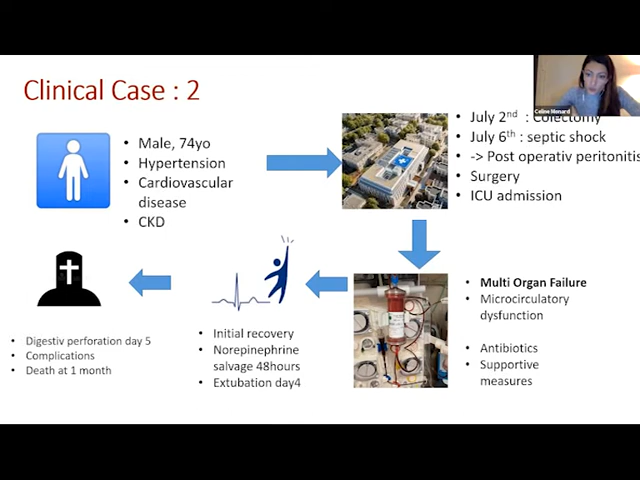 Clinical Case : 2
Celine Monard
• Male, 74yo
• Hypertension
• Cardiovascular
disease
• CKD
• July 2nd : Colectomy
• July 6th : septic shock
• -> Post operativ peritonitis
• Surgery
• ICU admission
• Multi Organ Failure
• Microcirculatory
dysfunction
• Antibiotics
• Supportive
measures
• Initial recovery
• Norepinephrine
salvage 48hours
• Extubation day4
• Digestiv perforation day 5
• Complications
• Death at 1 month